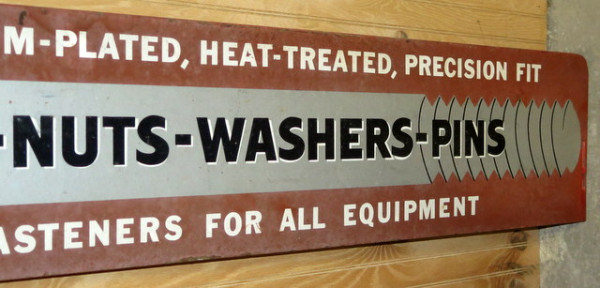 M-PLATED, HEAT-TREATED, PRECISION FIT
-NUTS-WASHERS-PINS
ASTENERS FOR ALL EQUIPMENT